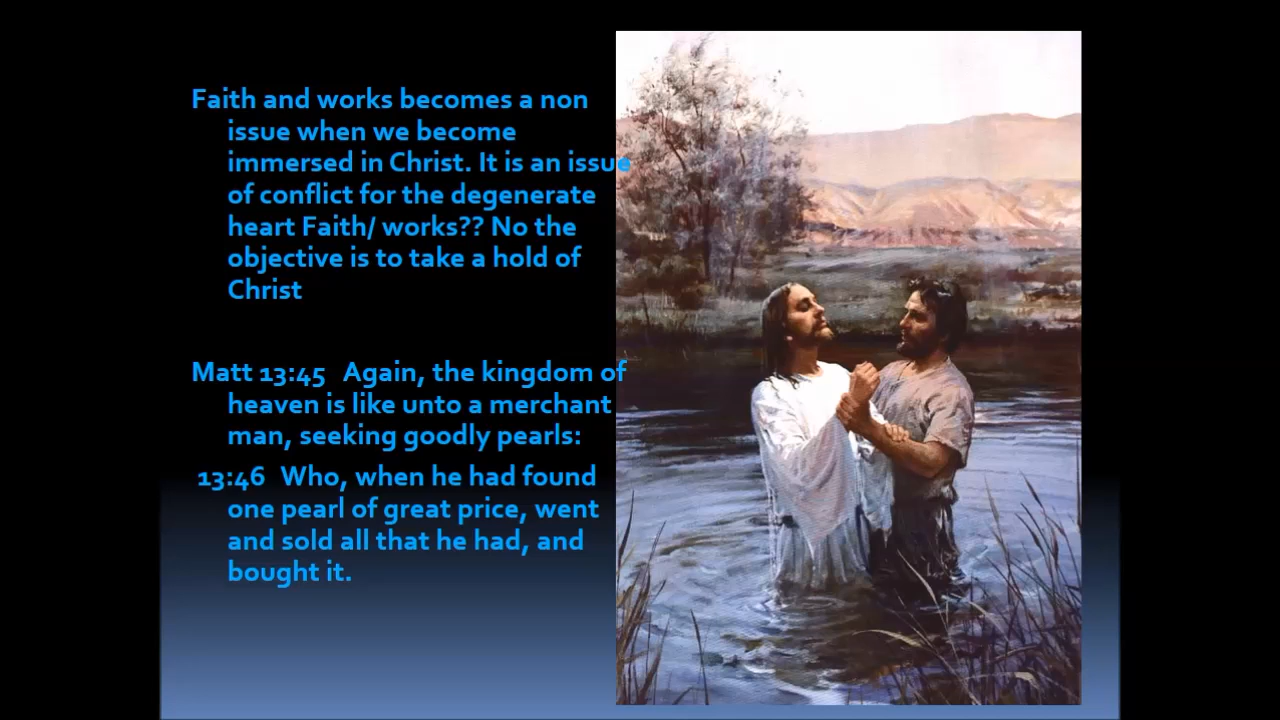 Faith and works becomes a non
issue when we become
immersed in Christ. It is an issue
of conflict for the degenerate
heart Faith/ works?? No the
objective is to take a hold of
Christ
Matt 13:45 Again, the kingdom of
heaven is like unto a merchant
man, seeking goodly pearls:
13:46 Who, when he had found
one pearl of great price, went
and sold all that he had, and
bought it.